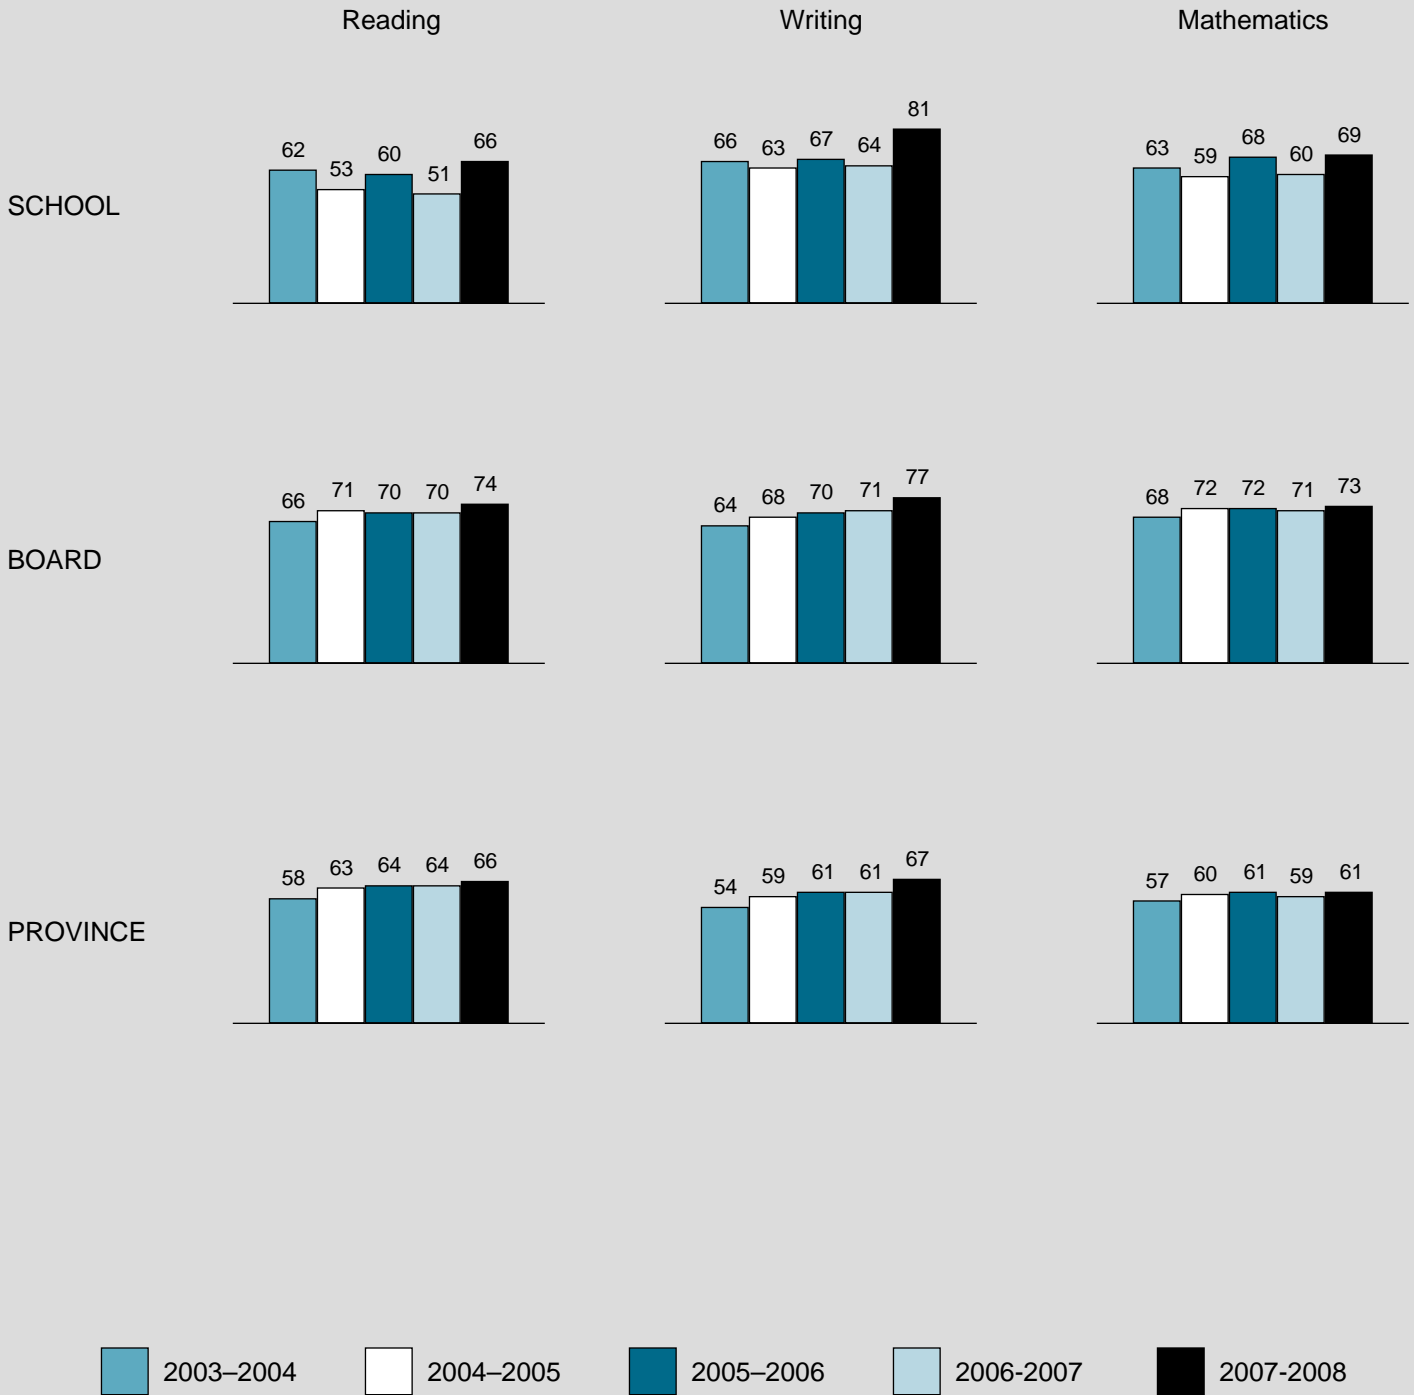 Reading Writing Mathematics
SCHOOL
62 53 60 51 66
66 63 67 64 81
63 59 68 60 69
BOARD
66 71 70 70 74
64 68 70 71 77
68 72 72 71 73
PROVINCE
58 63 64 64 66
54 59 61 61 67
57 60 61 59 61
2003–2004 2004–2005 2005–2006 2006-2007 2007-2008